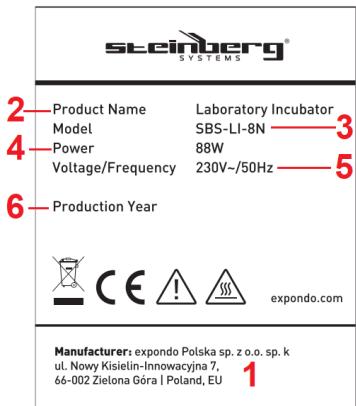 steinberg®
SYSTEMS
2 Product Name Laboratory Incubator
Model SBS-LI-8N 3
4 Power 88W
Voltage/Frequency 230V~/50Hz 5
6 Production Year
CE
expondo.com
Manufacturer: expondo Polska sp. z o.o. sp. k
ul. Nowy Kisielin-Innowacyjna 7,
66-002 Zielona Góra | Poland, EU 1